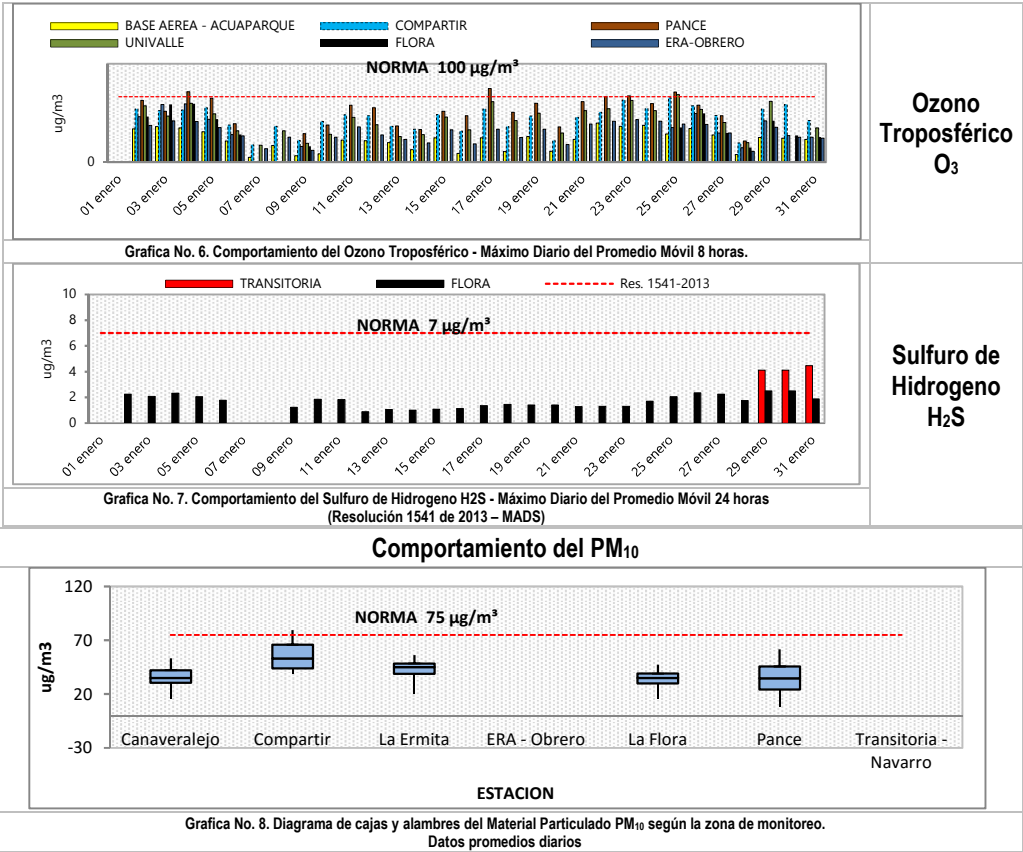 BASE AEREA - ACUAPARQUE COMPARTIR PANCE
UNIVALLE FLORA ERA-OBRERO
NORMA 100 µg/m³
ug/m3
0
01 enero 03 enero 05 enero 07 enero 09 enero 11 enero 13 enero 15 enero 17 enero 19 enero 21 enero 23 enero 25 enero 27 enero 29 enero 31 enero
Ozono
Troposférico
O₃
Grafica No. 6. Comportamiento del Ozono Troposférico - Máximo Diario del Promedio Móvil 8 horas.
TRANSITORIA FLORA Res. 1541-2013
NORMA 7 µg/m³
ug/m3
10
8
6
4
2
0
01 enero 03 enero 05 enero 07 enero 09 enero 11 enero 13 enero 15 enero 17 enero 19 enero 21 enero 23 enero 25 enero 27 enero 29 enero 31 enero
Sulfuro de
Hidrogeno
H₂S
Grafica No. 7. Comportamiento del Sulfuro de Hidrogeno H2S - Máximo Diario del Promedio Móvil 24 horas
(Resolución 1541 de 2013 – MADS)
Comportamiento del PM₁₀
NORMA 75 µg/m³
ug/m3
120
70
20
-30
Canaveralejo Compartir La Ermita ERA - Obrero La Flora Pance Transitoria -
Navarro
ESTACION
Grafica No. 8. Diagrama de cajas y alambres del Material Particulado PM₁₀ según la zona de monitoreo.
Datos promedios diarios